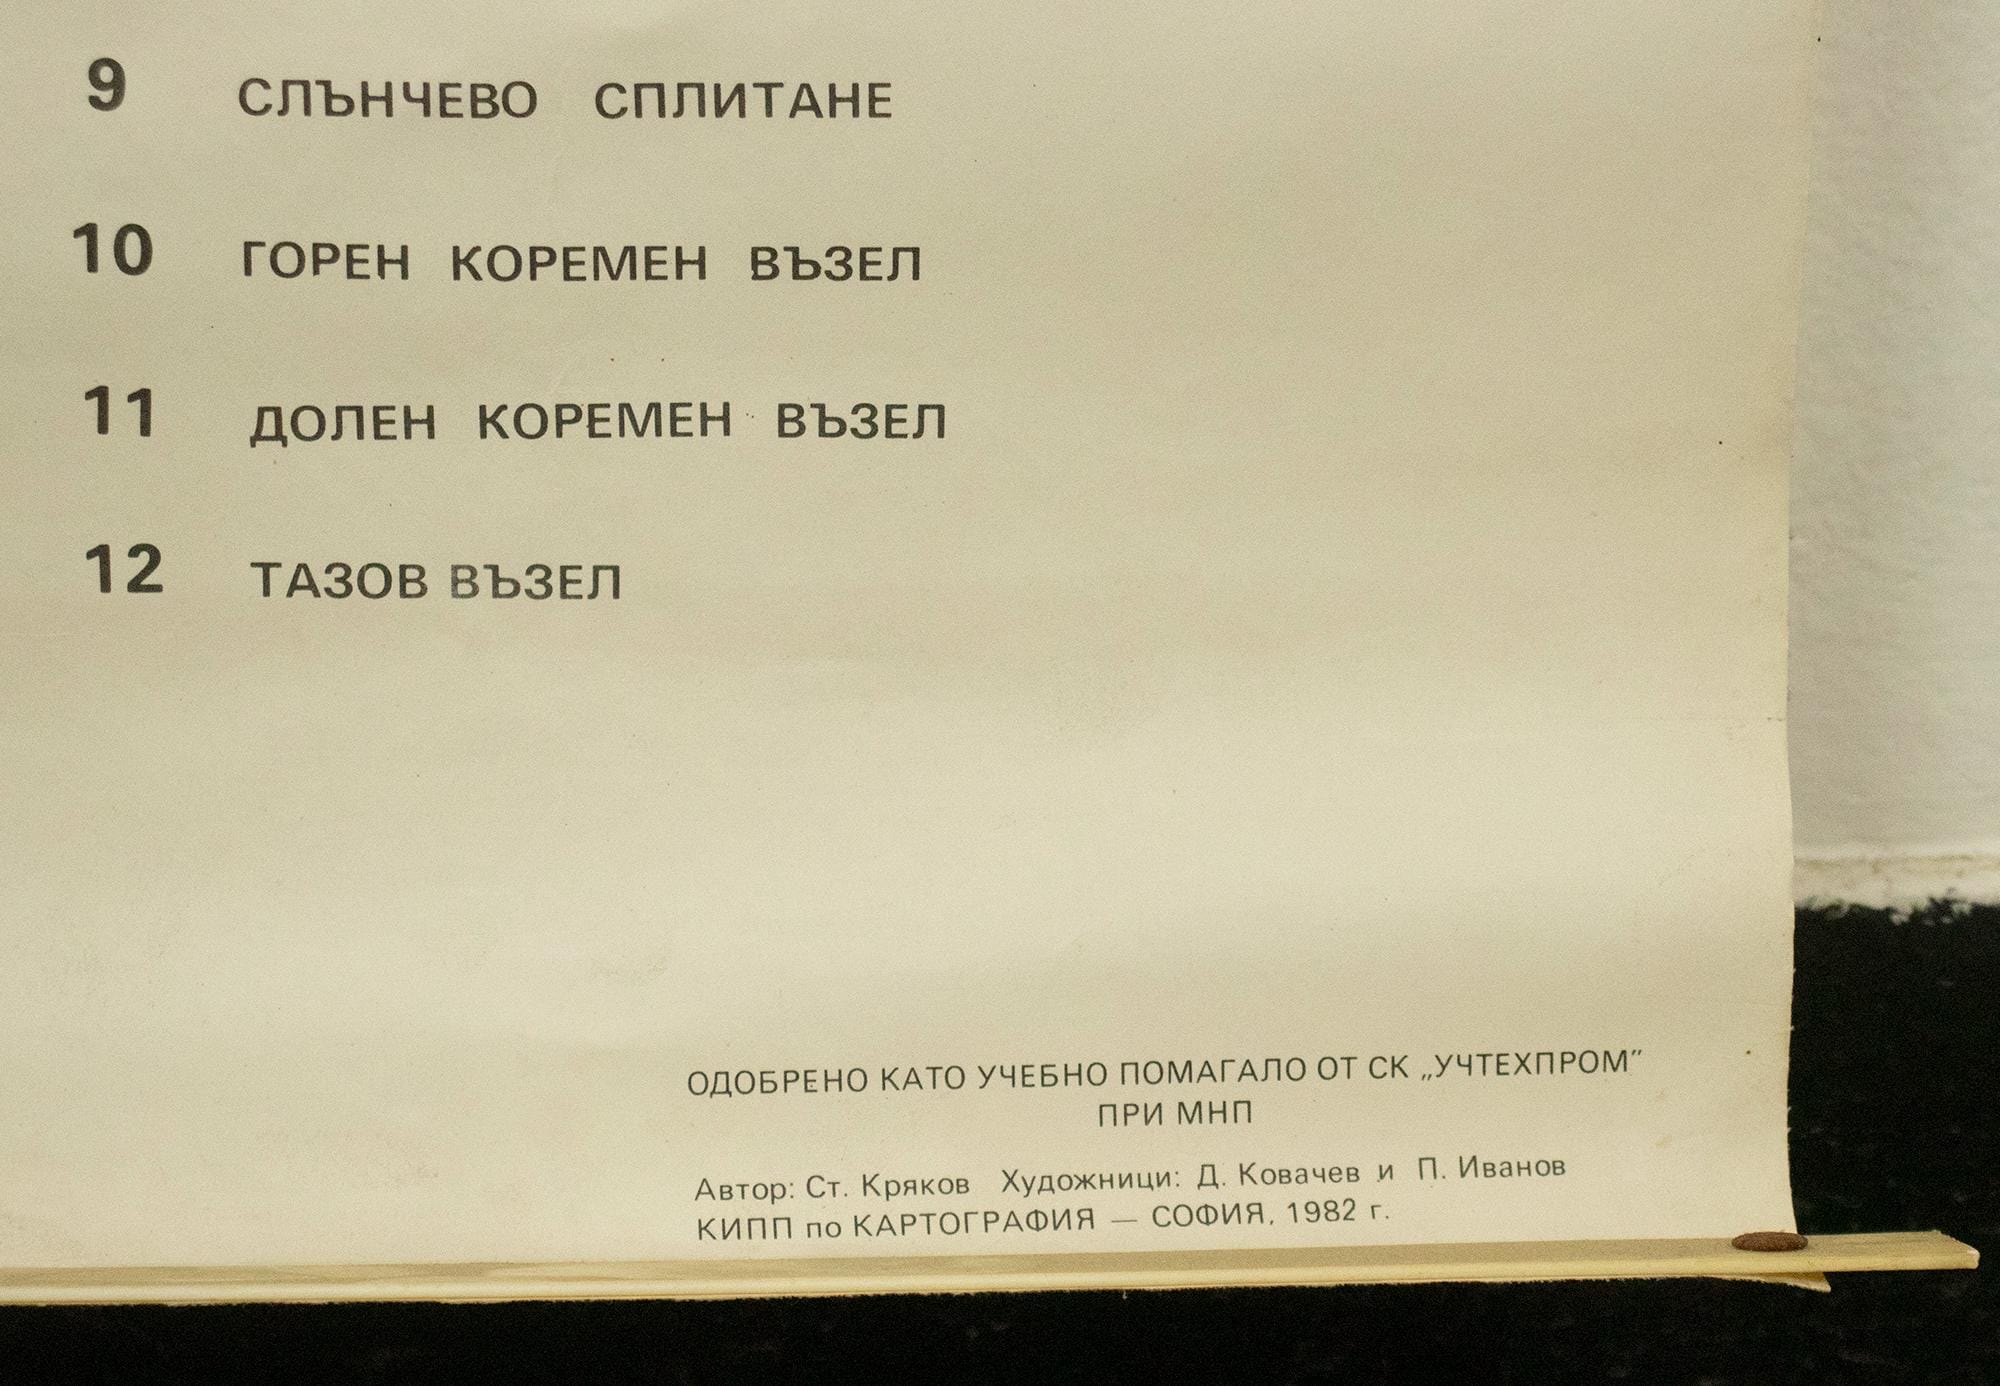 9 СЛЪНЧЕВО СПЛИТАНЕ
10 ГОРЕН КОРЕМЕН ВЪЗЕЛ
11 ДОЛЕН КОРЕМЕН ВЪЗЕЛ
12 ТАЗОВ ВЪЗЕЛ
ОДОБРЕНО КАТО УЧЕБНО ПОМАГАЛО ОТ СК „УЧТЕХПРОМ”
ПРИ МНП
Автор: Ст. Кряков Художници: Д. Ковачев и П. Иванов
КИПП по КАРТОГРАФИЯ — СОФИЯ, 1982 г.